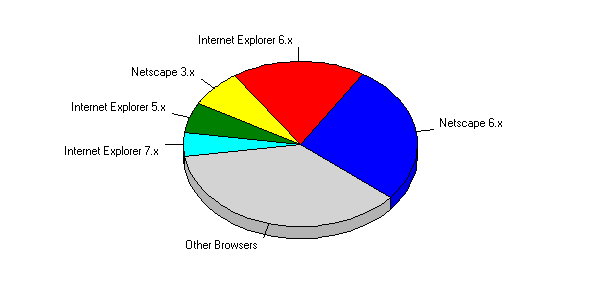 Internet Explorer 6.x
Netscape 3.x
Internet Explorer 5.x
Netscape 6.x
Internet Explorer 7.x
Other Browsers